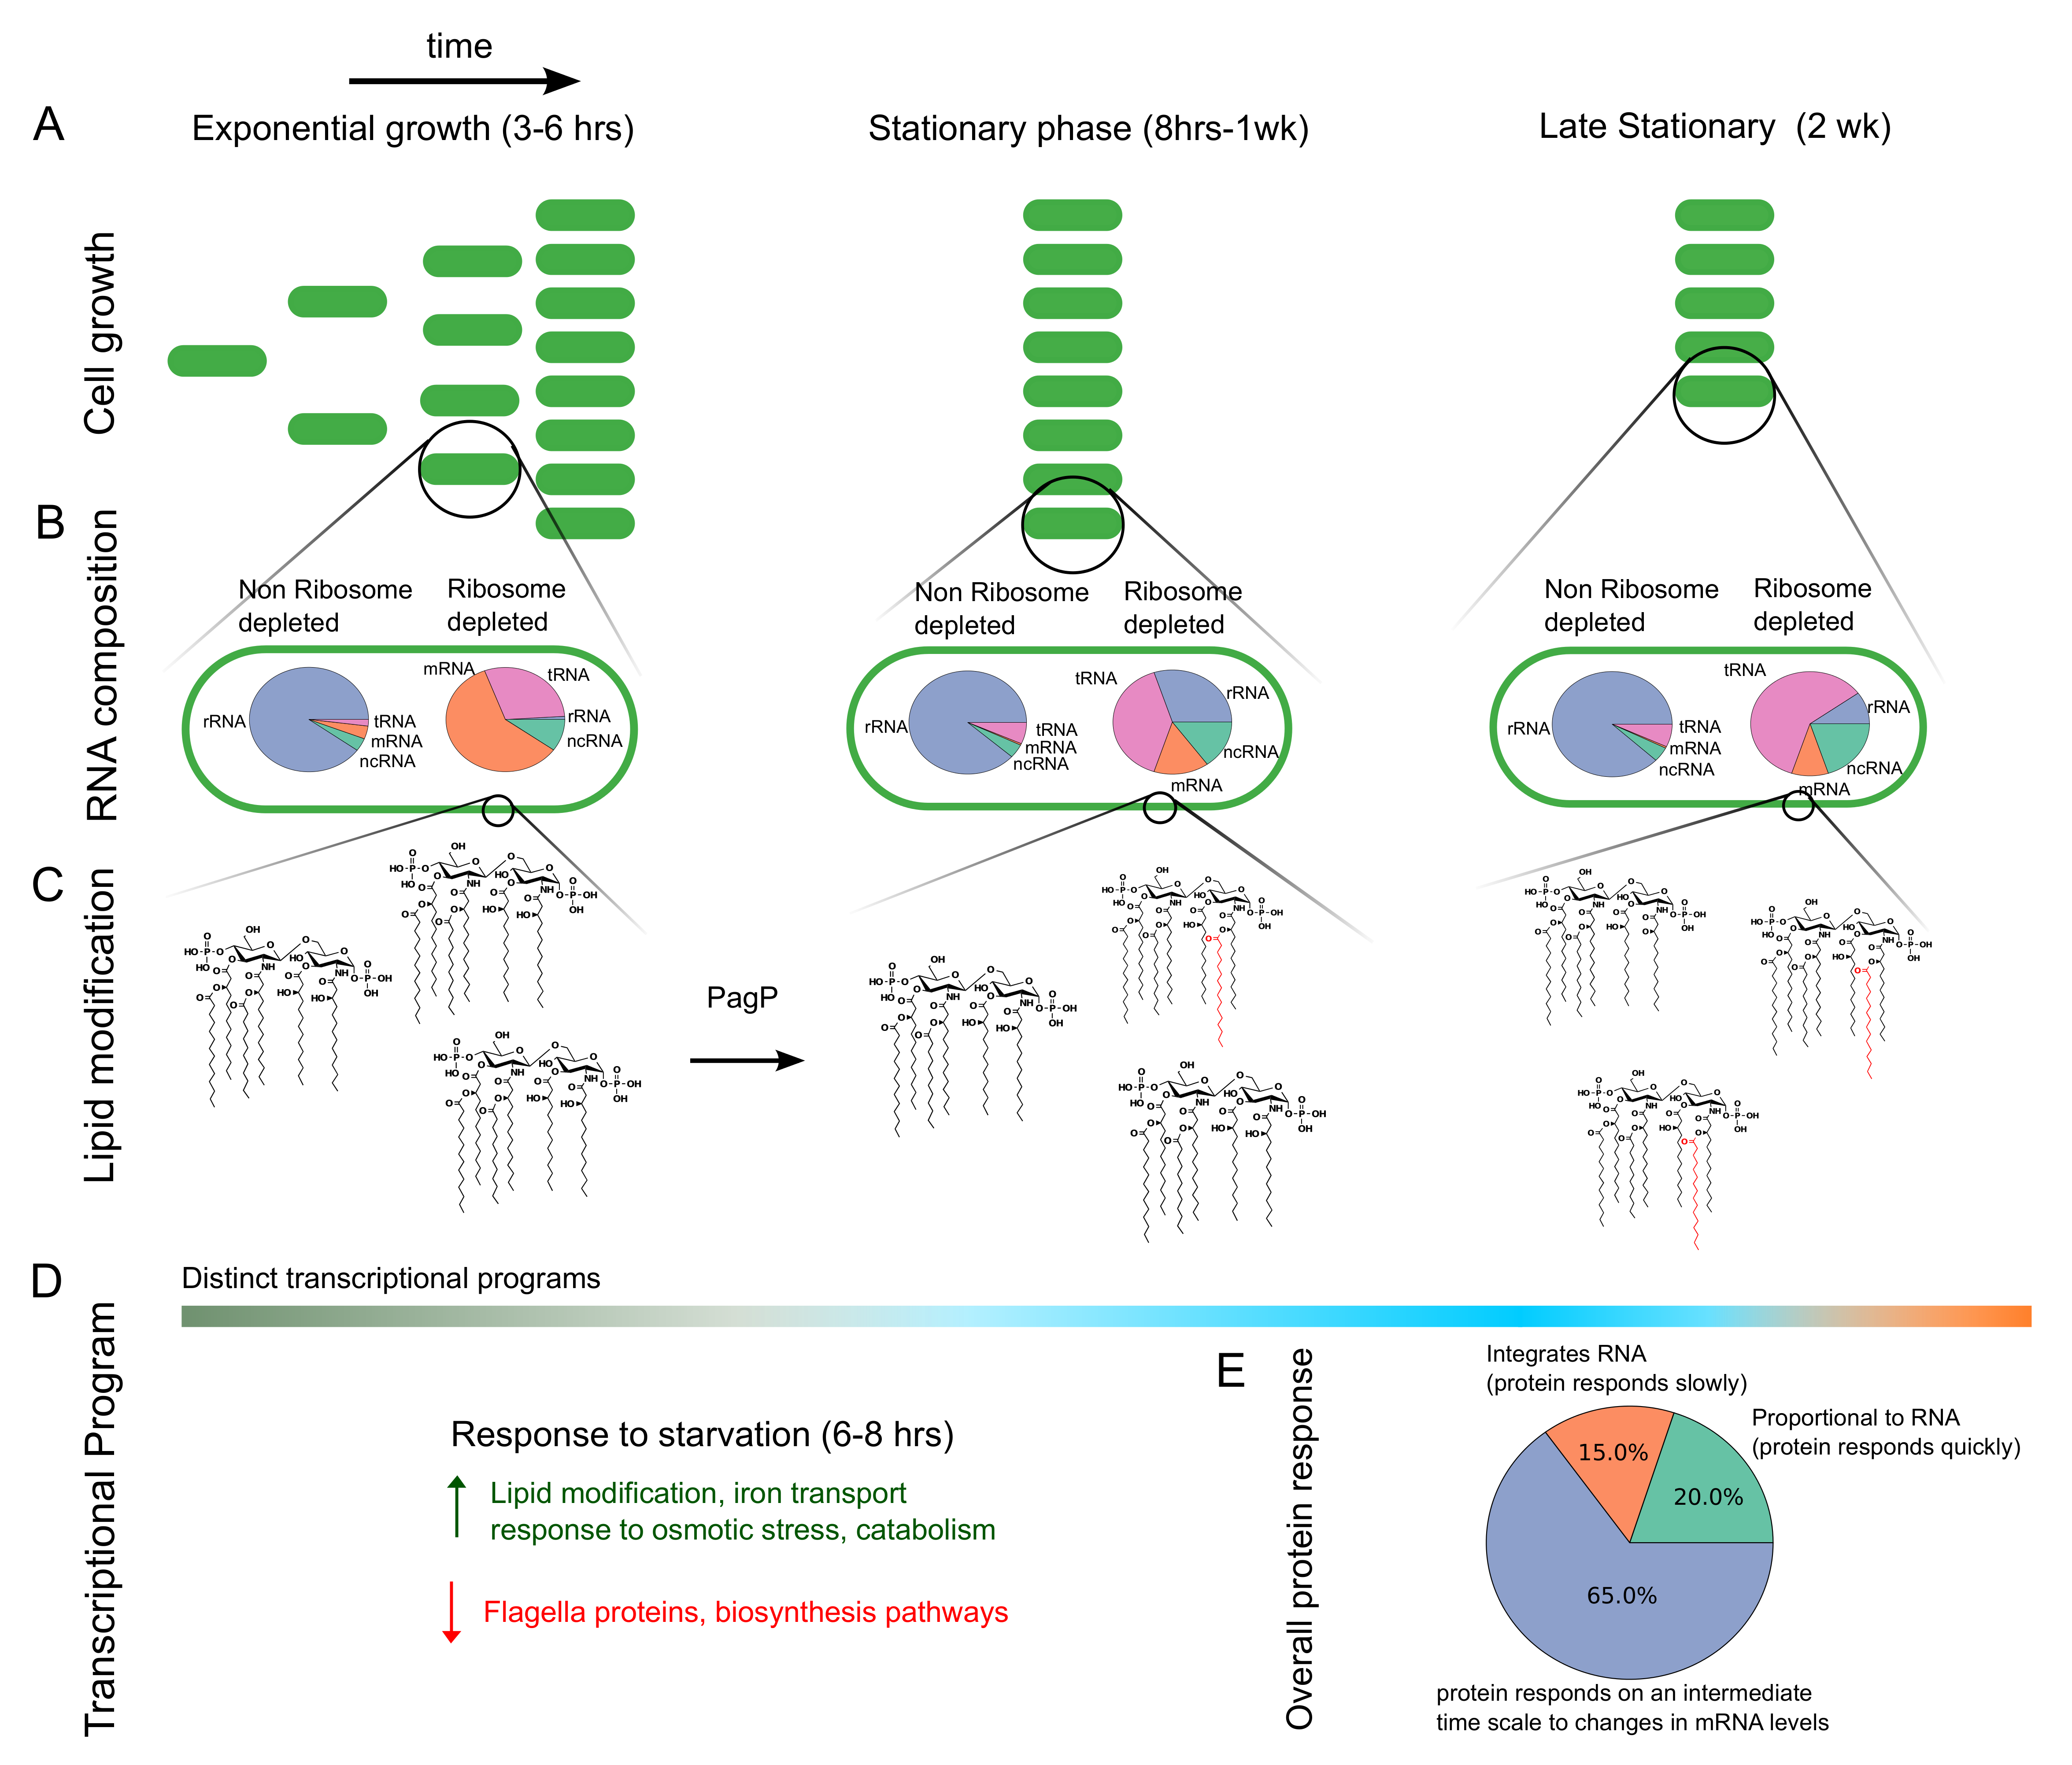 time
A
Exponential growth (3-6 hrs)
Stationary phase (8hrs-1wk)
Late Stationary (2 wk)
Cell growth
B
RNA composition
Non Ribosome
depleted
Ribosome
depleted
rRNA
tRNA
mRNA
ncRNA
mRNA
tRNA
rRNA
ncRNA
Non Ribosome
depleted
Ribosome
depleted
rRNA
tRNA
mRNA
ncRNA
tRNA
rRNA
ncRNA
mRNA
Non Ribosome
depleted
Ribosome
depleted
rRNA
tRNA
mRNA
ncRNA
tRNA
rRNA
ncRNA
mRNA
C
Lipid modification
PagP
D
Transcriptional Program
Distinct transcriptional programs
Response to starvation (6-8 hrs)
Lipid modification, iron transport
response to osmotic stress, catabolism
Flagella proteins, biosynthesis pathways
E
Overall protein response
Integrates RNA
(protein responds slowly)
Proportional to RNA
(protein responds quickly)
15.0%
20.0%
65.0%
protein responds on an intermediate
time scale to changes in mRNA levels